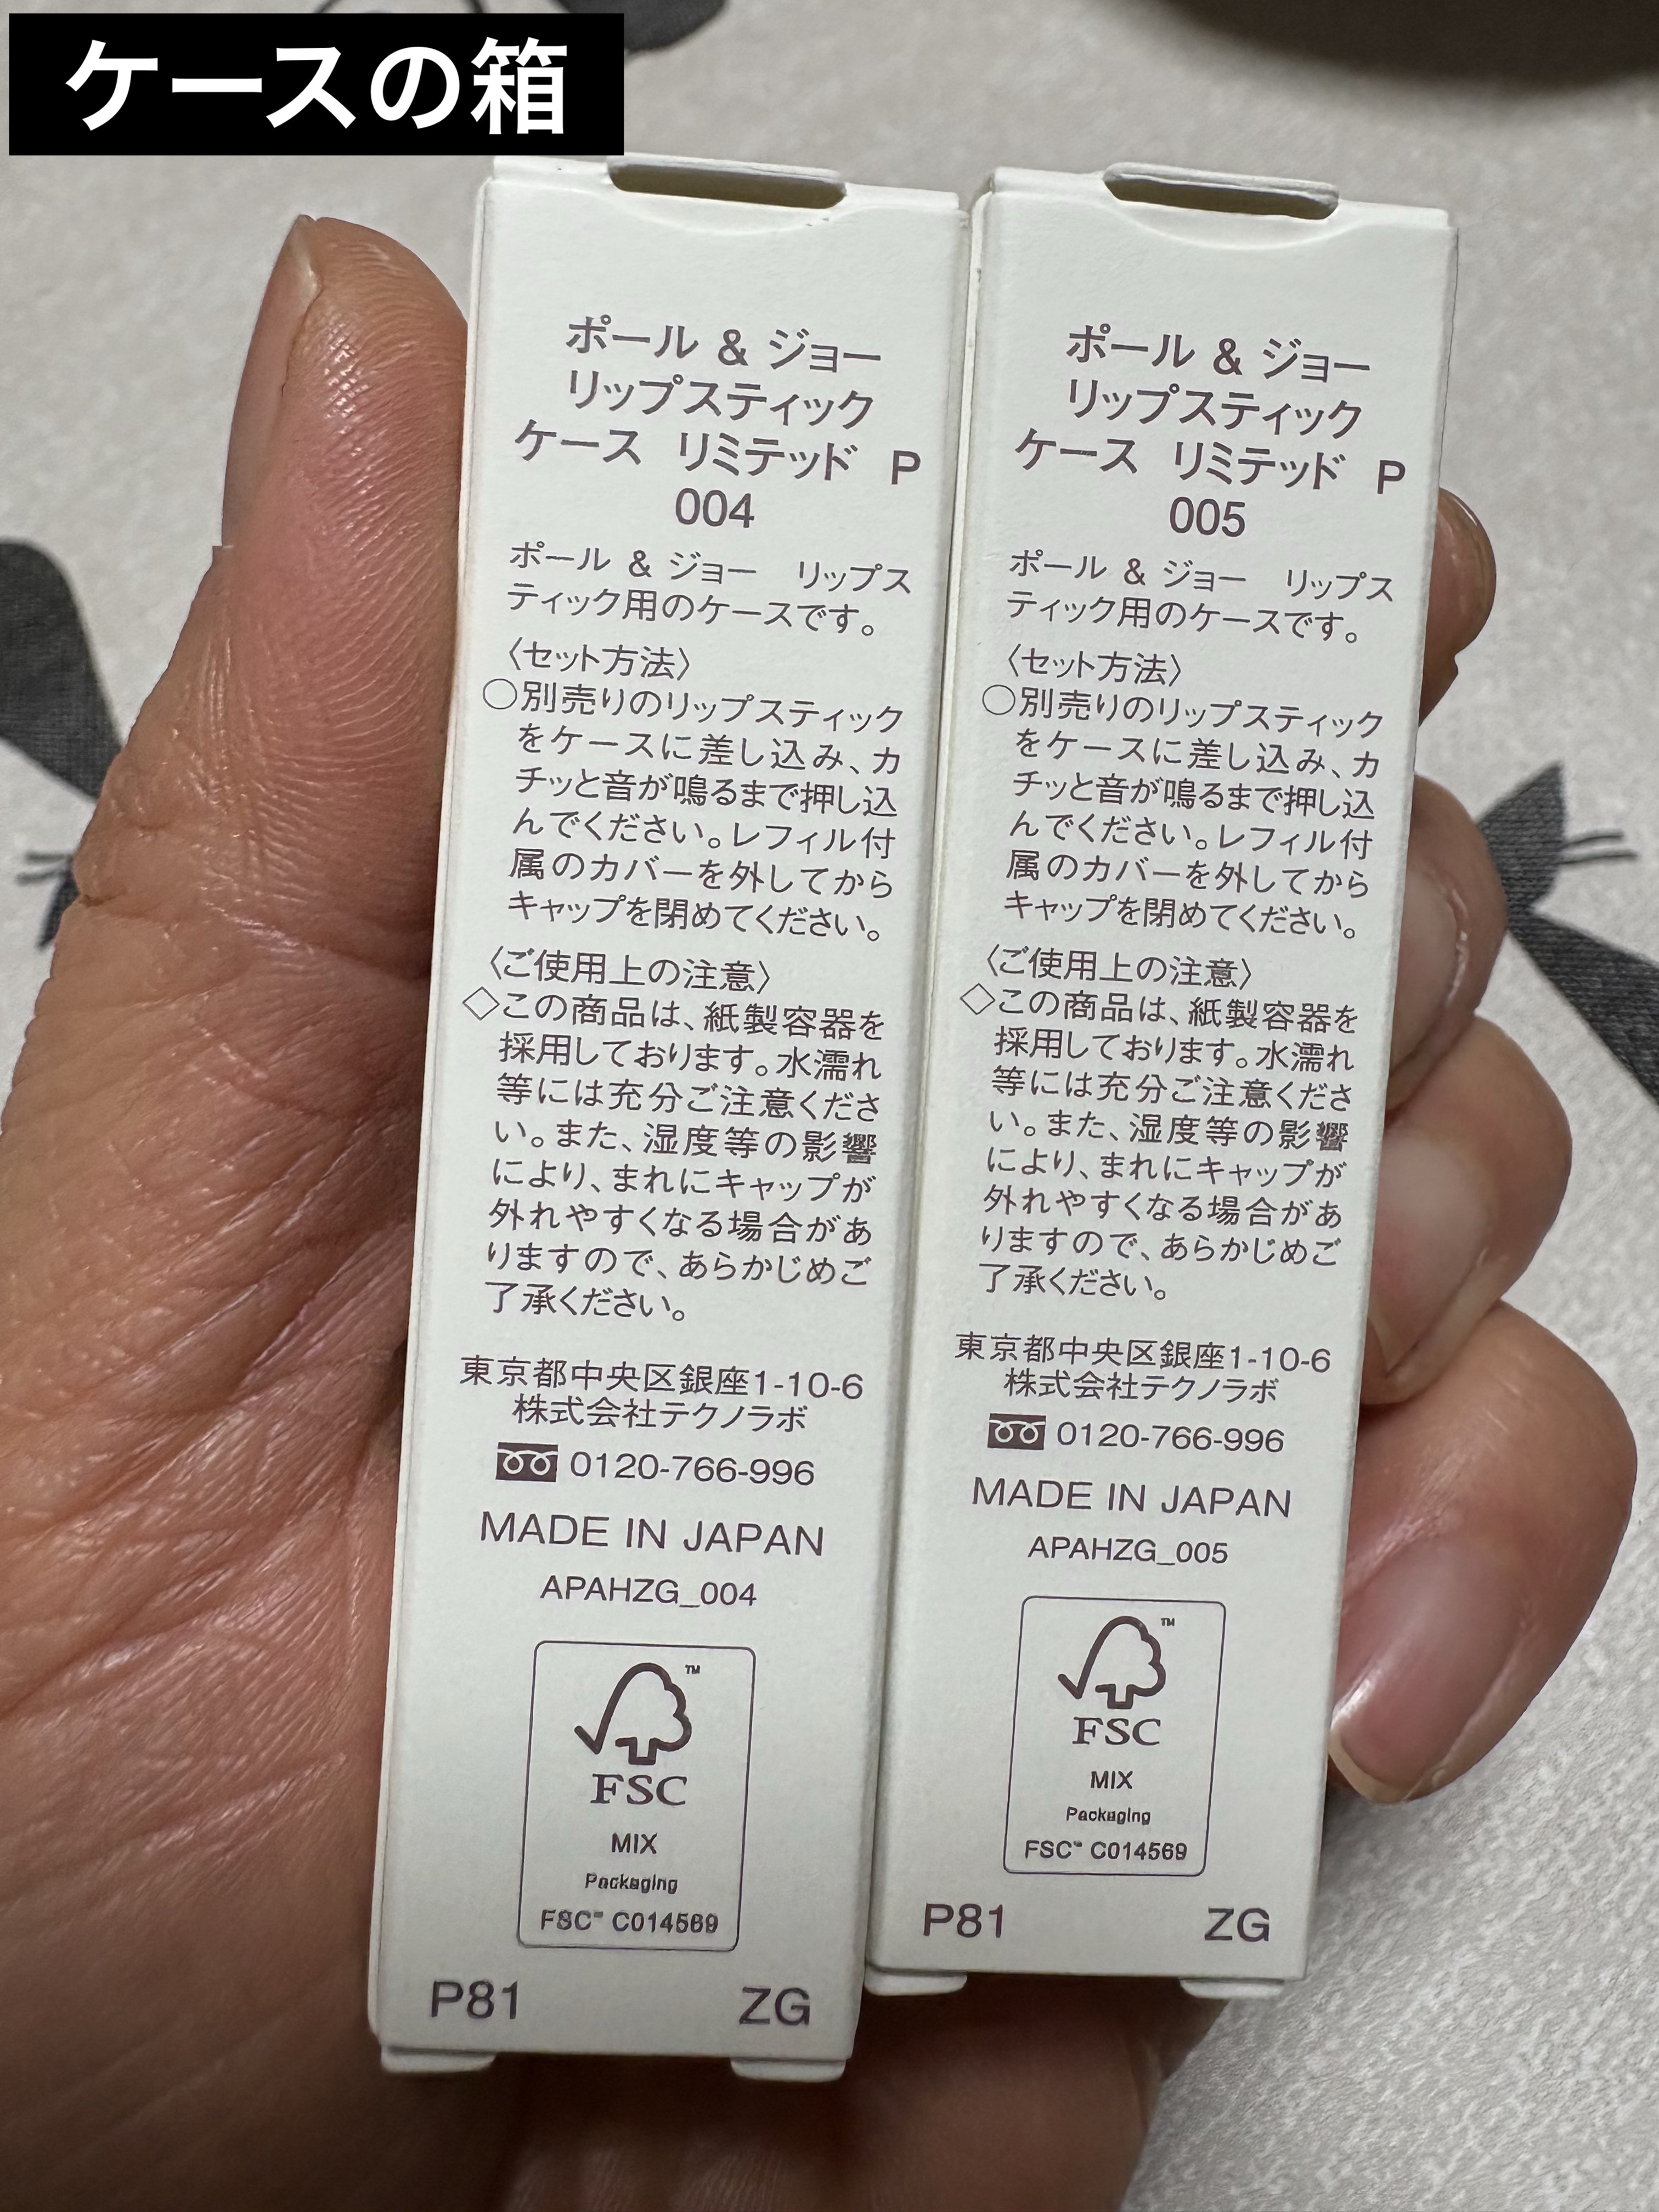 ケースの箱
ポール & ジョー
リップスティック
ケース リミテッド P
004
ポール & ジョー リップス
ティック用のケースです。
〈セット方法〉
○別売りのリップスティック
をケースに差し込み、カ
チッと音が鳴るまで押し込
んでください。レフィル付
属のカバーを外してから
キャップを閉めてください。
〈ご使用上の注意〉
◇この商品は、紙製容器を
採用しております。水濡れ
等には充分ご注意くださ
い。また、湿度等の影響
により、まれにキャップが
外れやすくなる場合があ
りますので、あらかじめご
了承ください。
東京都中央区銀座1-10-6
株式会社テクノラボ
0120-766-996
MADE IN JAPAN
APAHZG_004
FSC
MIX
Packaging
FSC™ C014569
P81 ZG
ポール & ジョー
リップスティック
ケース リミテッド P
005
ポール & ジョー リップス
ティック用のケースです。
〈セット方法〉
○別売りのリップスティック
をケースに差し込み、カ
チッと音が鳴るまで押し込
んでください。レフィル付
属のカバーを外してから
キャップを閉めてください。
〈ご使用上の注意〉
◇この商品は、紙製容器を
採用しております。水濡れ
等には充分ご注意くださ
い。また、湿度等の影響
により、まれにキャップが
外れやすくなる場合があ
りますので、あらかじめご
了承ください。
東京都中央区銀座1-10-6
株式会社テクノラボ
0120-766-996
MADE IN JAPAN
APAHZG_005
FSC
MIX
Packaging
FSC™ C014569
P81 ZG